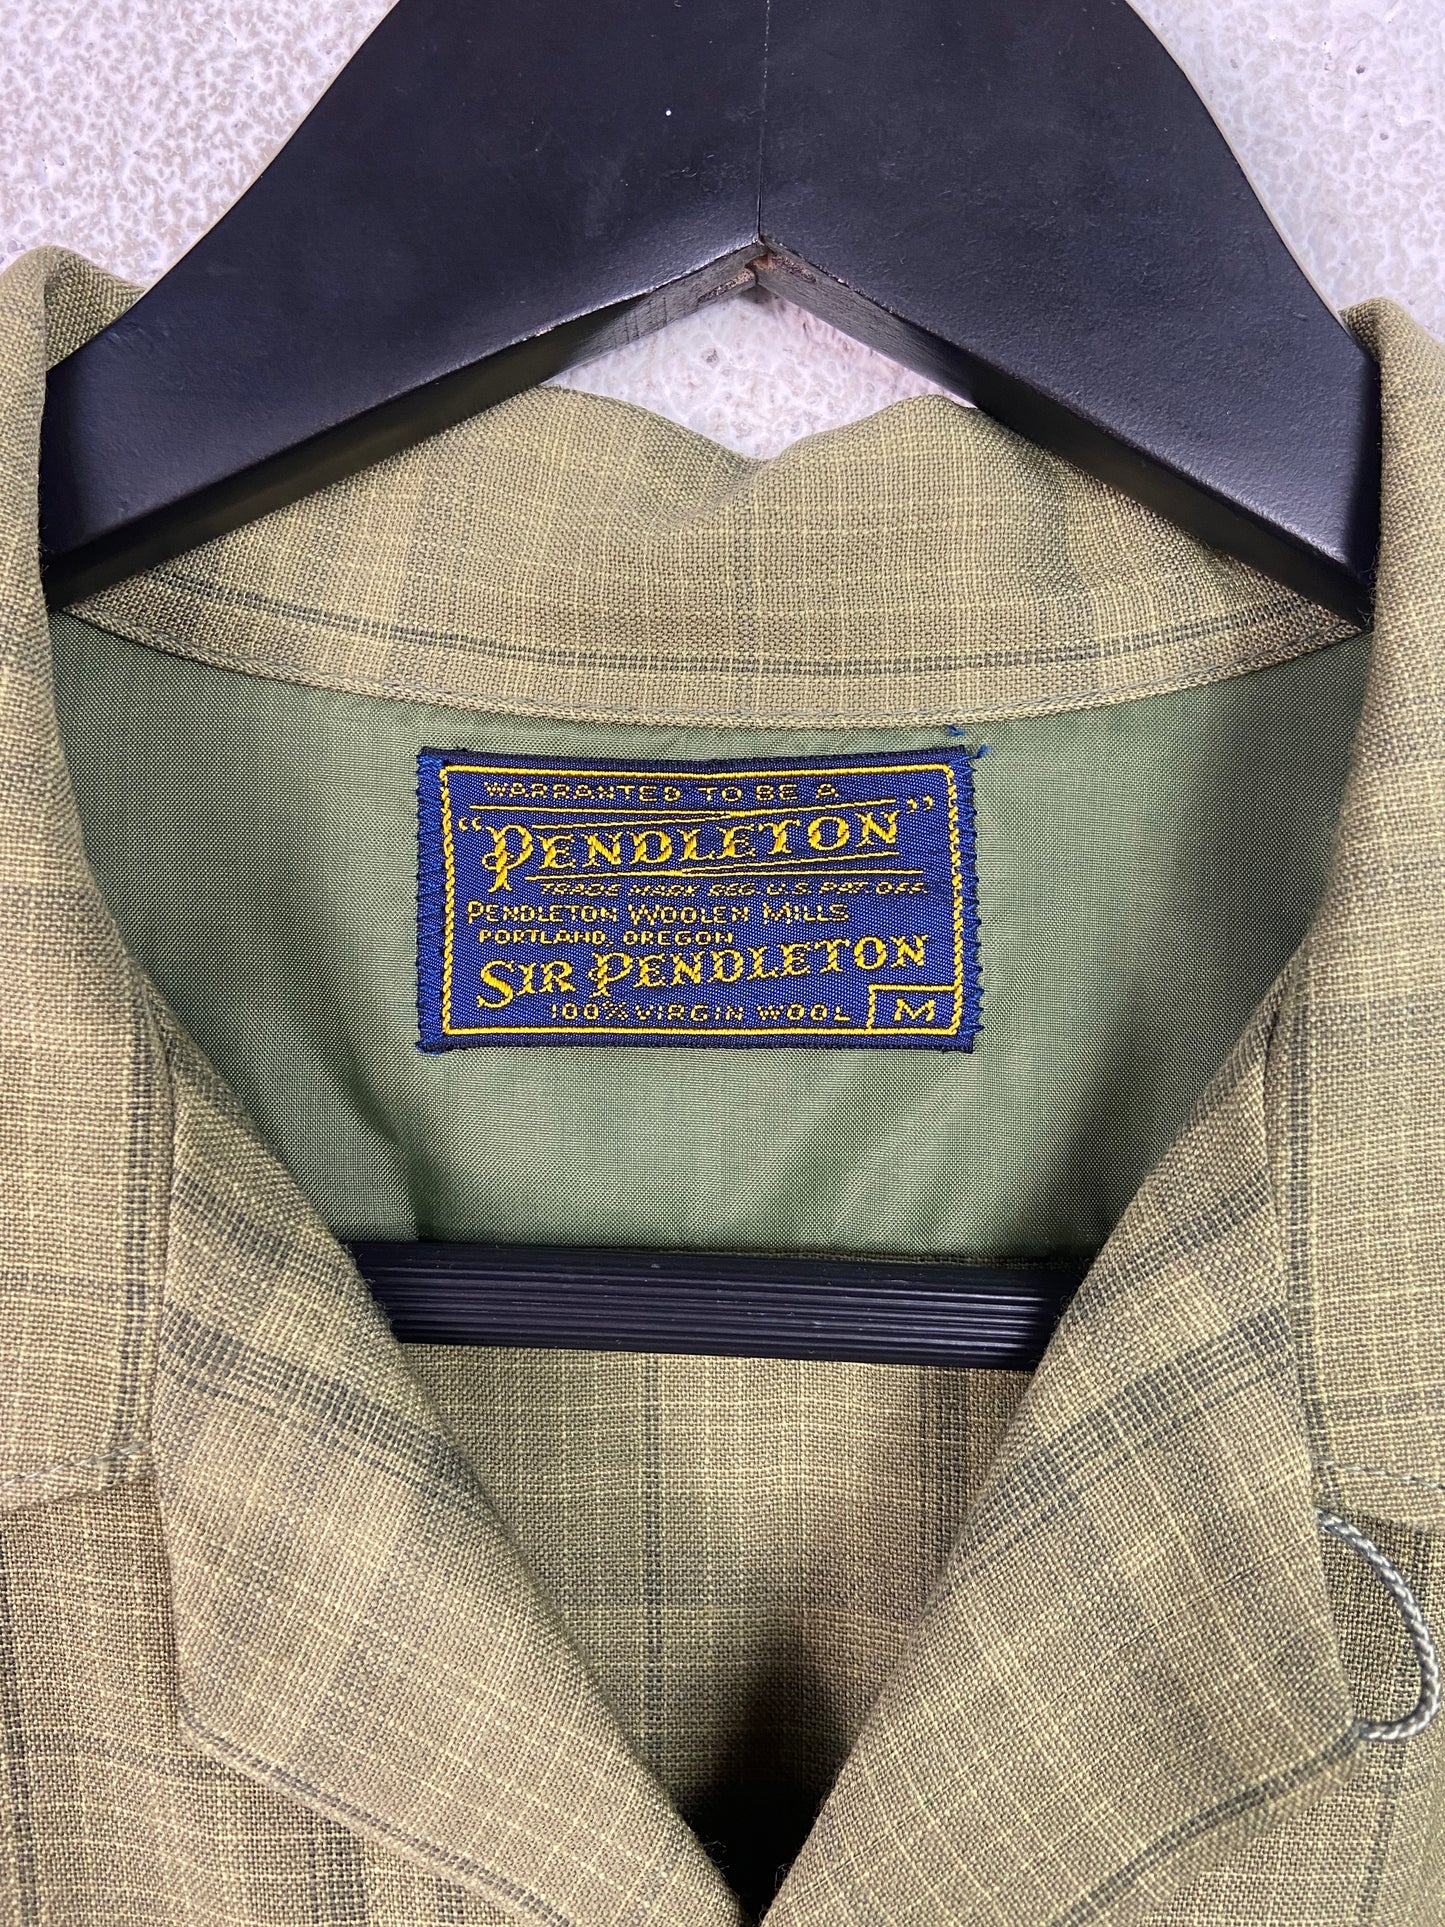 WARRANTED TO BE A
"PENDLETON"
TRADE MARK REG. U.S. PAT. OFF.
PENDLETON WOOLEN MILLS
PORTLAND, OREGON
SIR PENDLETON
100% VIRGIN WOOL M